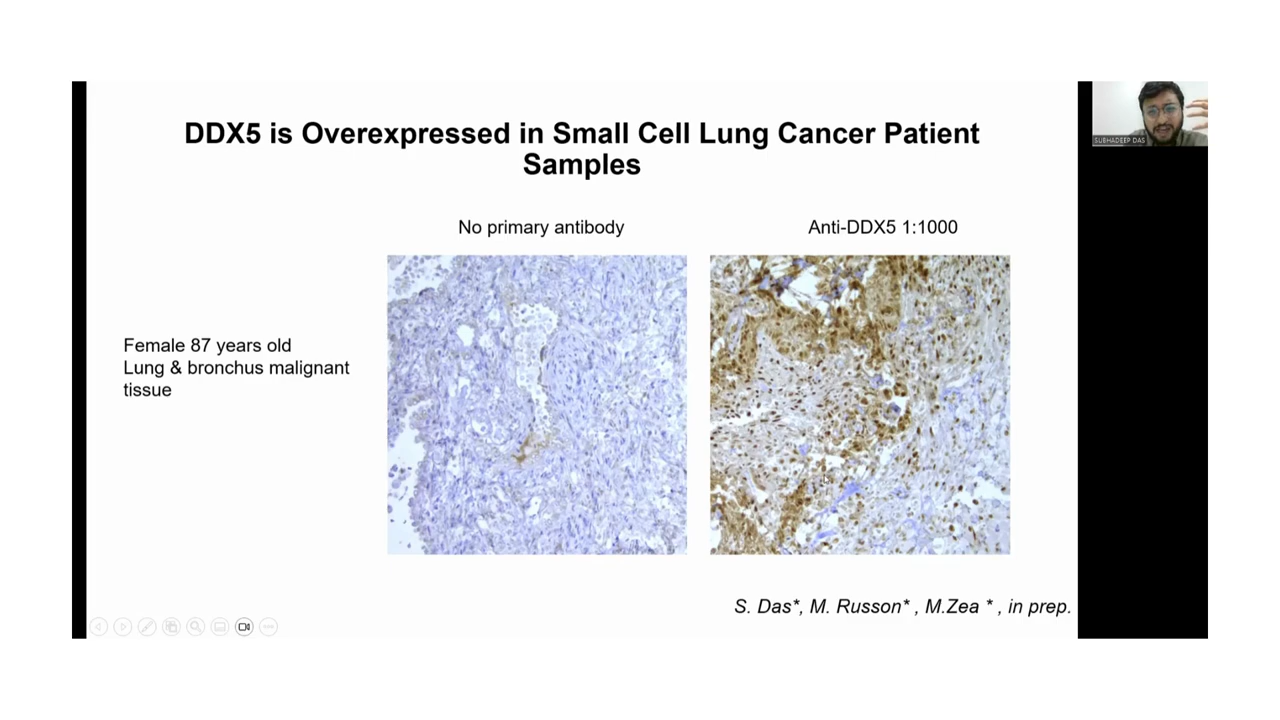 DDX5 is Overexpressed in Small Cell Lung Cancer Patient
Samples
No primary antibody
Anti-DDX5 1:1000
Female 87 years old
Lung & bronchus malignant
tissue
S. Das*, M. Russon* , M.Zea * , in prep.
SUBHADEEP DAS